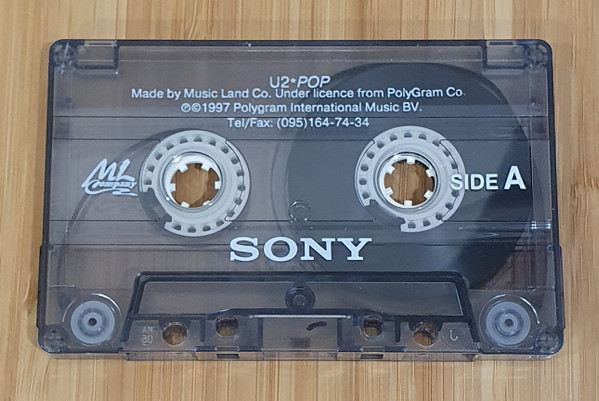 U2*POP
Made by Music Land Co. Under licence from PolyGram Co.
℗©1997 Polygram International Music BV.
Tel/Fax: (095)164-74-34
ML
Company
SIDE A
SONY